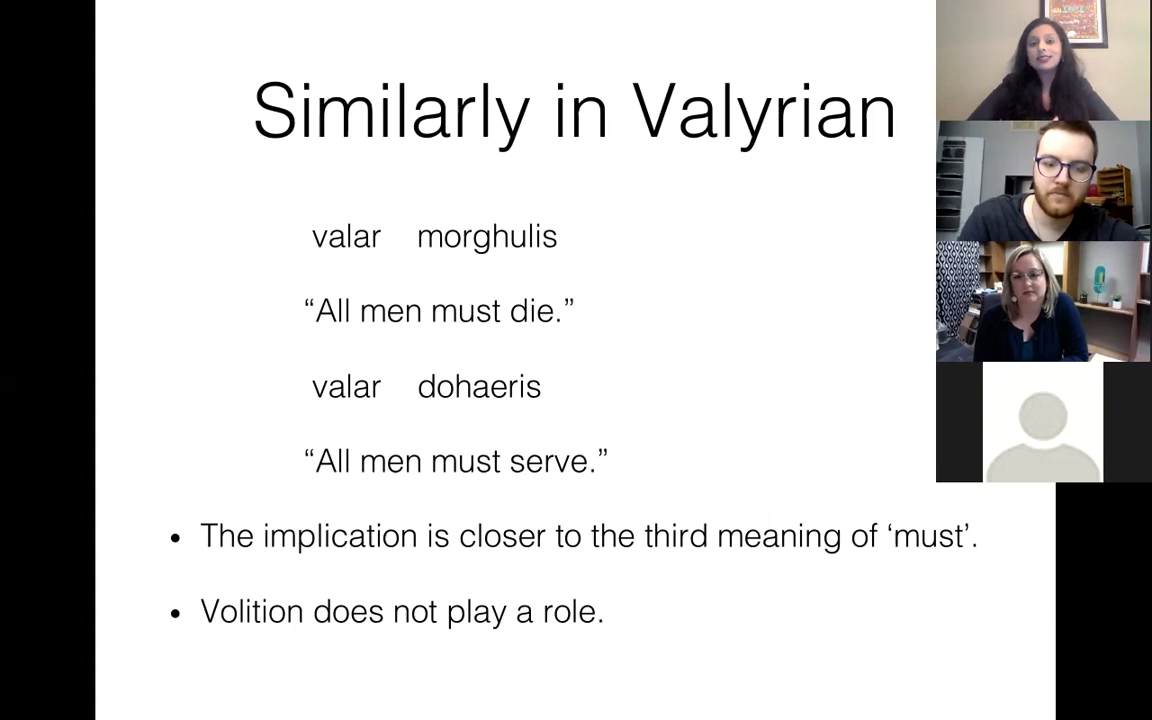 Similarly in Valyrian
valar morghulis
“All men must die.”
valar dohaeris
“All men must serve.”
• The implication is closer to the third meaning of ‘must’.
• Volition does not play a role.